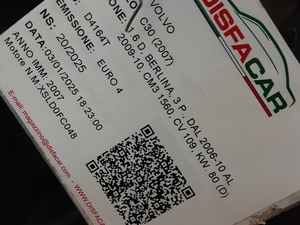 DISFACAR
VOLVO
C30 (2007)
1.6 D, BERLINA, 3 P., DAL 2006-10 AL
2009-10, CM3 1560, CV 109, KW. 80 (D)
DA164T
EMISSIONE: EURO 4
NS: 20/2025
DATA:03/01/2025 18:23:00
ANNO IMM: 2007
Motore N.M.:XSLD0FC048
E-mail: magazzino@disfacar.com
www.DISFACAR